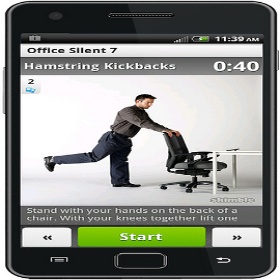 11:39 AM
Office Silent 7
Hamstring Kickbacks 0:40
2
shimble
Stand with your hands on the back of a
chair. With your knees together lift one
« Start »